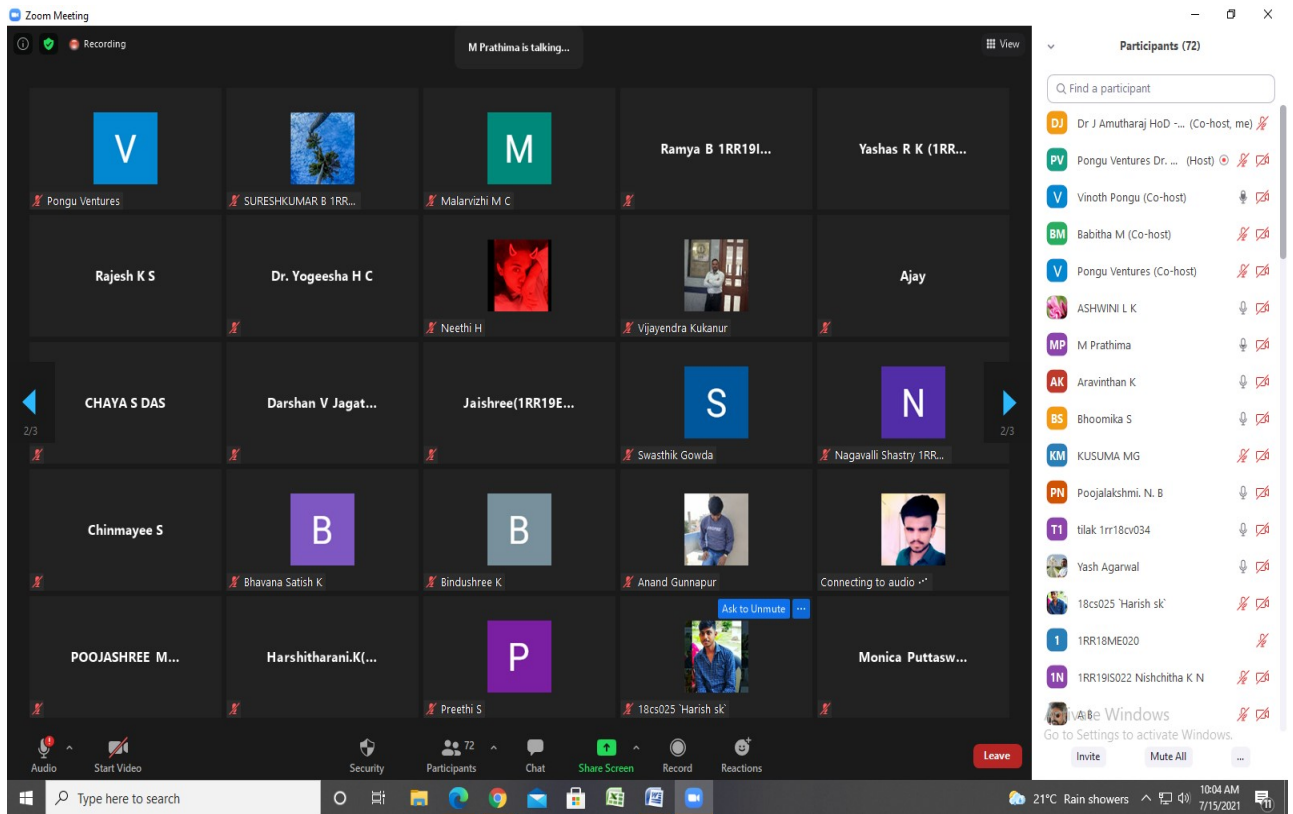 Zoom Meeting
Recording
M Prathima is talking...
View
V
Pongu Ventures
SURESHKUMAR B 1RR...
M
Malarvizhi M C
Ramya B 1RR19I...
Yashas R K (1RR...
Rajesh K S
Dr. Yogeesha H C
Neethi H
Vijayendra Kukanur
Ajay
2/3
CHAYA S DAS
Darshan V Jagat...
Jaishree(1RR19E...
S
Swasthik Gowda
N
Nagavalli Shastry 1RR...
2/3
Chinmayee S
B
Bhavana Satish K
B
Bindushree K
Anand Gunnapur
Connecting to audio
Ask to Unmute ...
POOJASHREE M...
Harshitharani.K(...
P
Preethi S
18cs025 `Harish sk`
Monica Puttasw...
Audio
Start Video
Security
72
Participants
Chat
Share Screen
Record
Reactions
Leave
Participants (72)
Find a participant
DJ Dr J Amutharaj HoD -... (Co-host, me)
PV Pongu Ventures Dr. ... (Host)
V Vinoth Pongu (Co-host)
BM Babitha M (Co-host)
V Pongu Ventures (Co-host)
ASHWINI L K
MP M Prathima
AK Aravinthan K
BS Bhoomika S
KM KUSUMA MG
PN Poojalakshmi. N. B
T1 tilak 1rr18cv034
Yash Agarwal
18cs025 `Harish sk`
1 1RR18ME020
1N 1RR19IS022 Nishchitha K N
A B
Activate Windows
Go to Settings to activate Windows.
Invite Mute All ...
Type here to search
21°C Rain showers
10:04 AM
7/15/2021
11